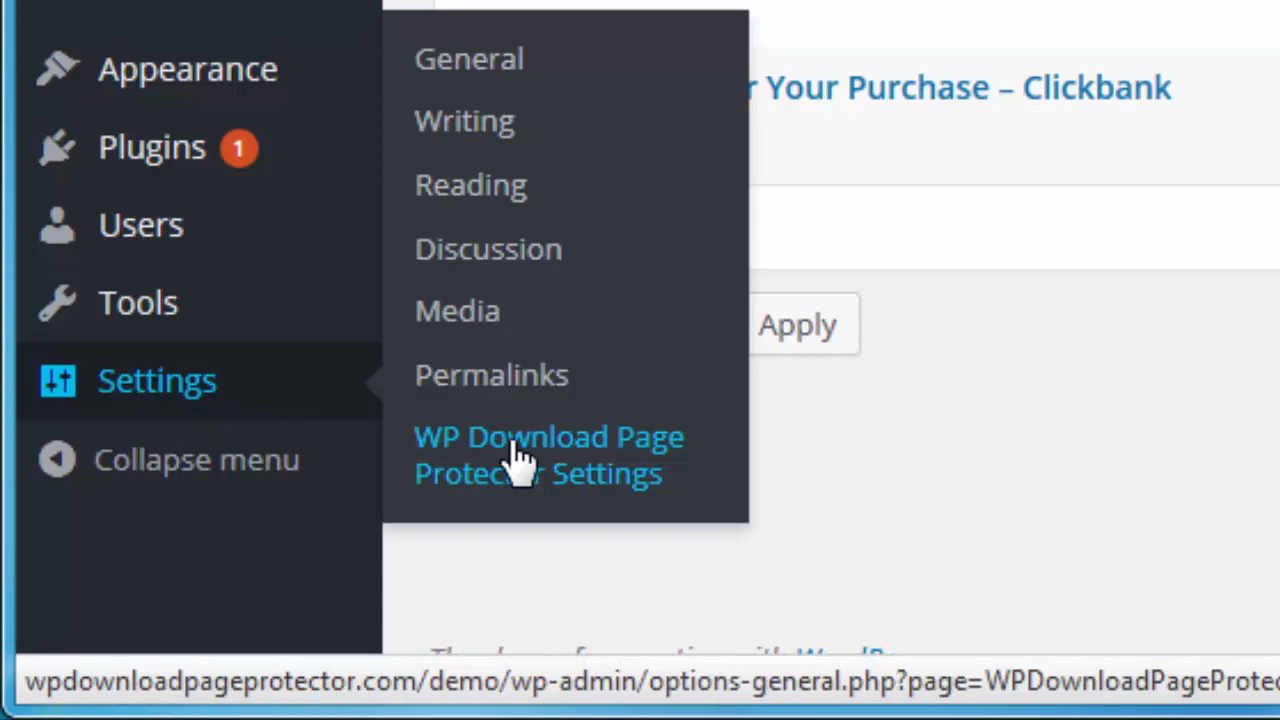 Appearance
Plugins 1
Users
Tools
Settings
Collapse menu
General
Writing
Reading
Discussion
Media
Permalinks
WP Download Page
Protector Settings
r Your Purchase – Clickbank
Apply
wpdownloadpageprotector.com/demo/wp-admin/options-general.php?page=WPDownloadPageProtec